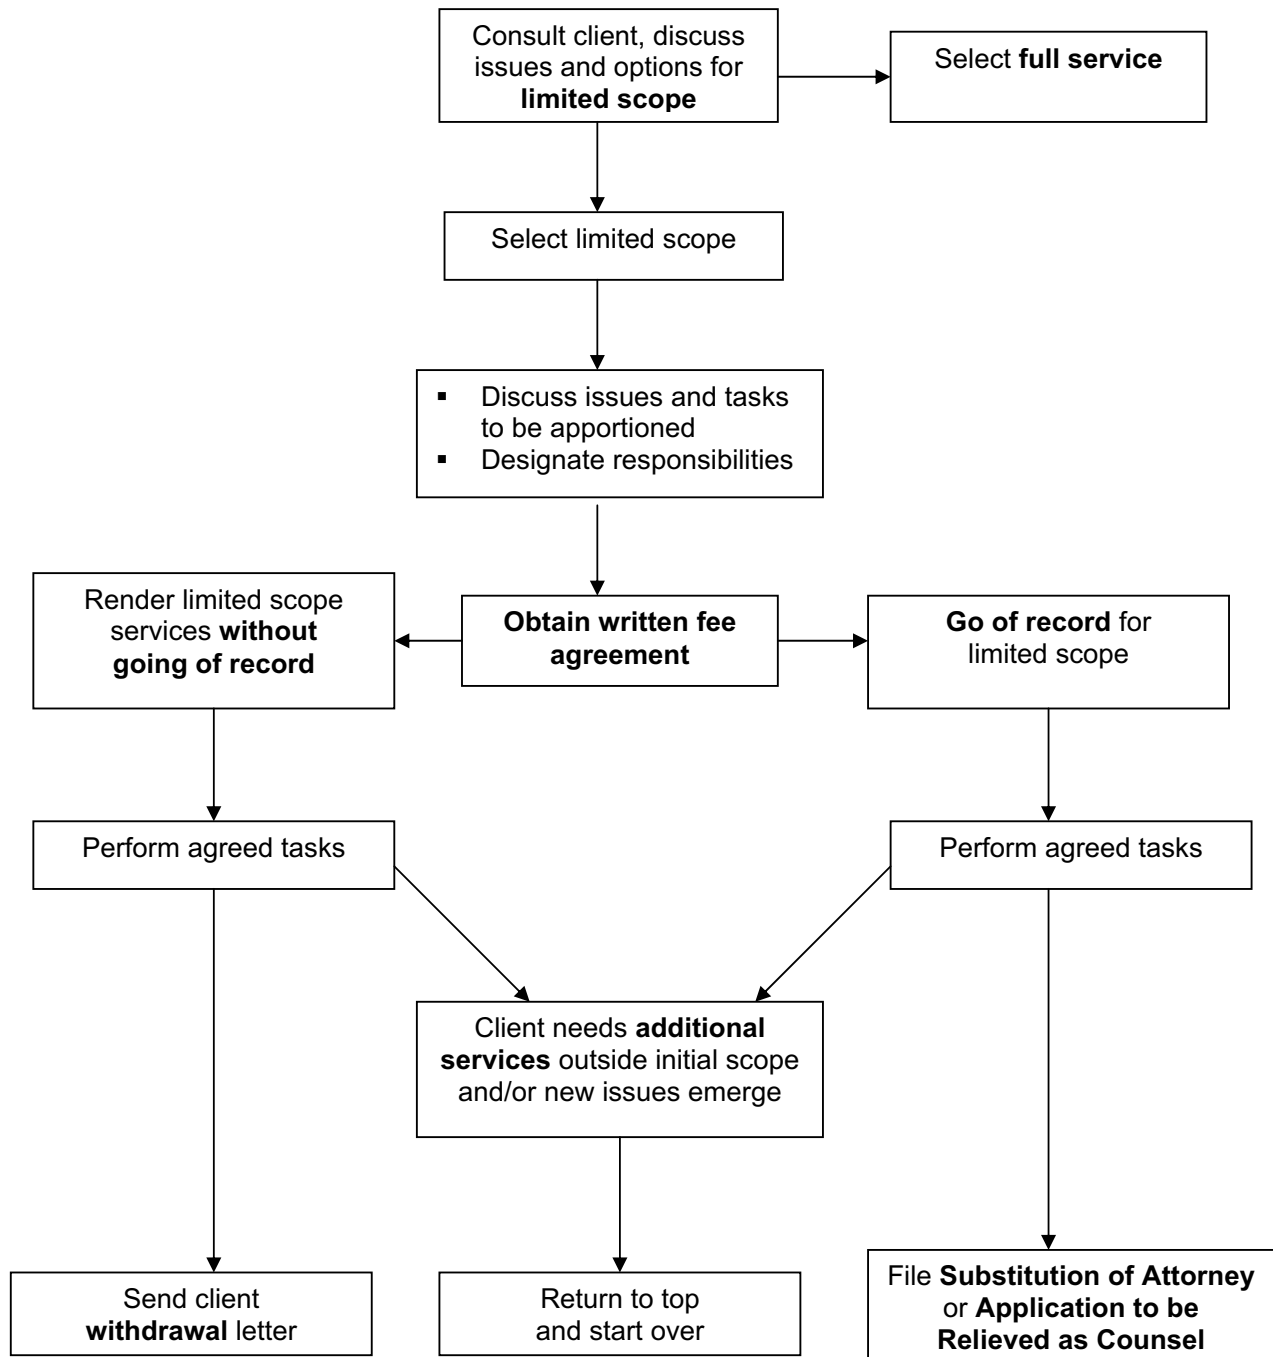 Consult client, discuss
issues and options for
limited scope
Select full service
Select limited scope
▪ Discuss issues and tasks
to be apportioned
▪ Designate responsibilities
Render limited scope
services without
going of record
Obtain written fee
agreement
Go of record for
limited scope
Perform agreed tasks
Perform agreed tasks
Client needs additional
services outside initial scope
and/or new issues emerge
Send client
withdrawal letter
Return to top
and start over
File Substitution of Attorney
or Application to be
Relieved as Counsel